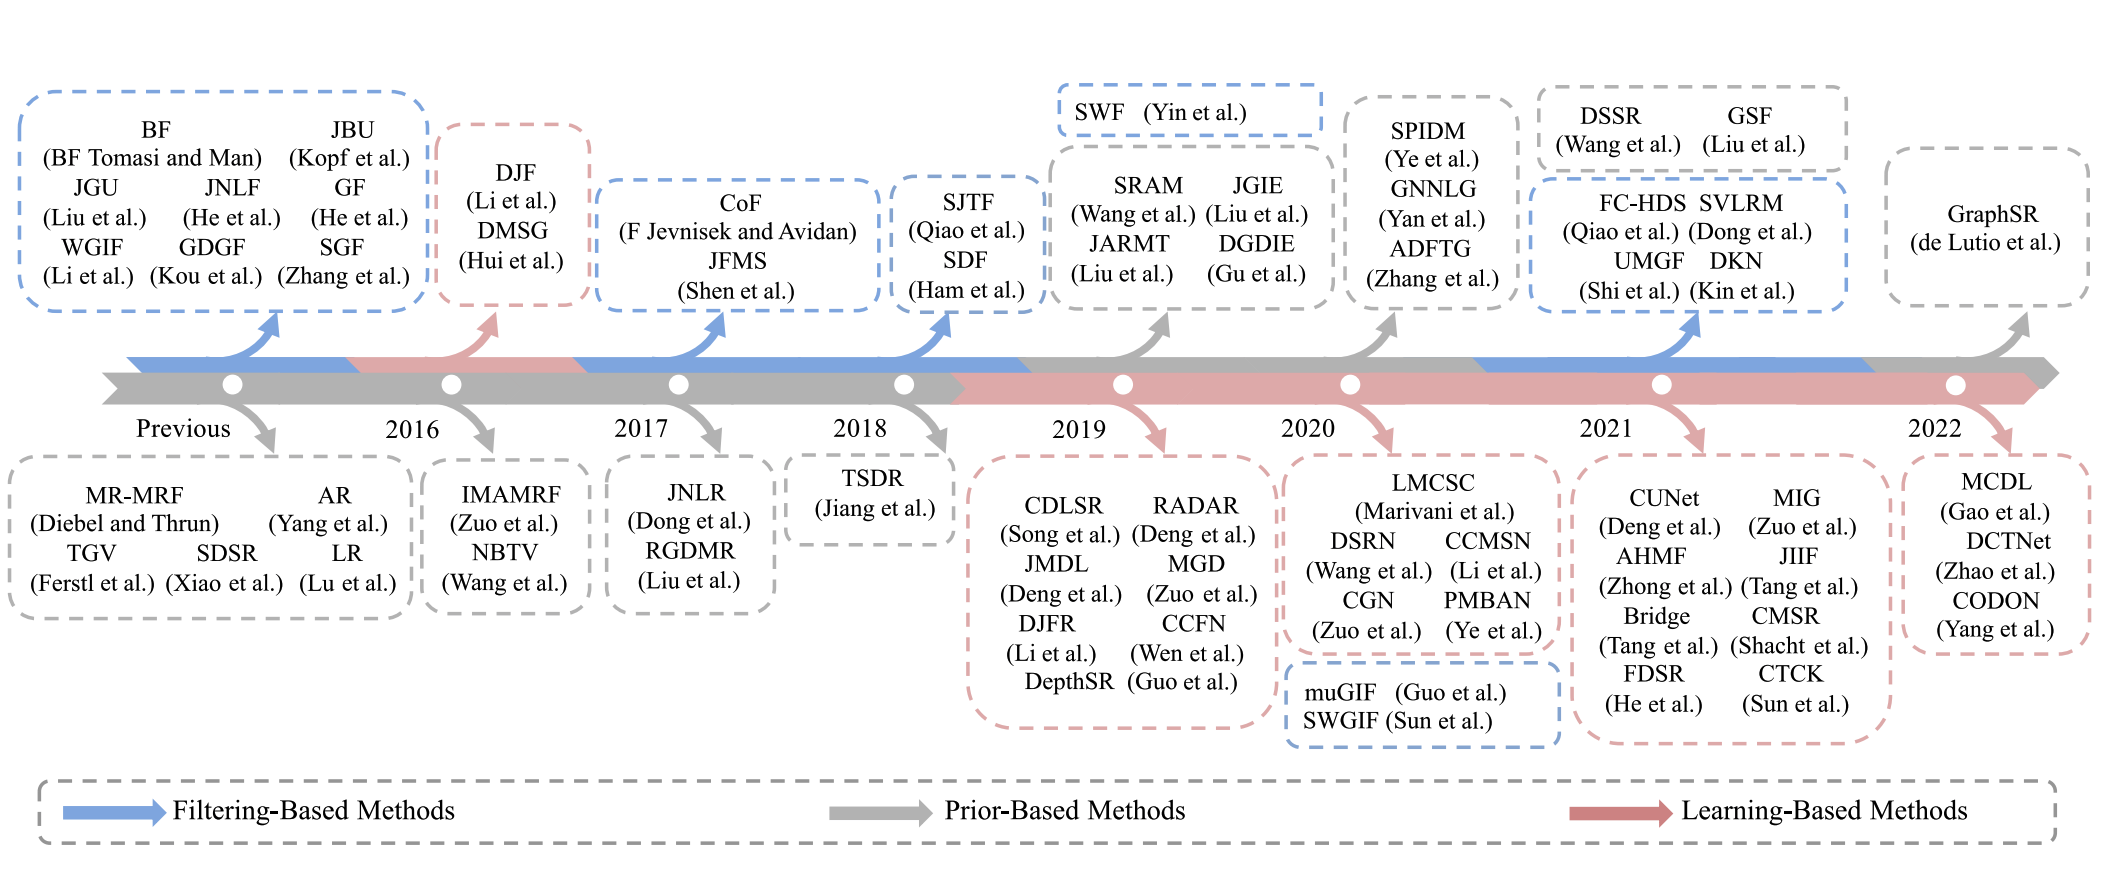 BF JBU
(BF Tomasi and Man) (Kopf et al.)
JGU JNLF GF
(Liu et al.) (He et al.) (He et al.)
WGIF GDGF SGF
(Li et al.) (Kou et al.) (Zhang et al.)
DJF
(Li et al.)
DMSG
(Hui et al.)
CoF
(F Jevnisek and Avidan)
JFMS
(Shen et al.)
SJTF
(Qiao et al.)
SDF
(Ham et al.)
SWF (Yin et al.)
SRAM JGIE
(Wang et al.) (Liu et al.)
JARMT DGDIE
(Liu et al.) (Gu et al.)
SPIDM
(Ye et al.)
GNNLG
(Yan et al.)
ADFTG
(Zhang et al.)
DSSR GSF
(Wang et al.) (Liu et al.)
FC-HDS SVLRM
(Qiao et al.) (Dong et al.)
UMGF DKN
(Shi et al.) (Kin et al.)
GraphSR
(de Lutio et al.)
Previous 2016 2017 2018 2019 2020 2021 2022
MR-MRF AR
(Diebel and Thrun) (Yang et al.)
TGV SDSR LR
(Ferstl et al.) (Xiao et al.) (Lu et al.)
IMAMRF
(Zuo et al.)
NBTV
(Wang et al.)
JNLR
(Dong et al.)
RGDMR
(Liu et al.)
TSDR
(Jiang et al.)
CDLSR RADAR
(Song et al.) (Deng et al.)
JMDL MGD
(Deng et al.) (Zuo et al.)
DJFR CCFN
(Li et al.) (Wen et al.)
DepthSR (Guo et al.)
LMCSC
(Marivani et al.)
DSRN CCMSN
(Wang et al.) (Li et al.)
CGN PMBAN
(Zuo et al.) (Ye et al.)
muGIF (Guo et al.)
SWGIF (Sun et al.)
CUNet MIG
(Deng et al.) (Zuo et al.)
AHMF JIIF
(Zhong et al.) (Tang et al.)
Bridge CMSR
(Tang et al.) (Shacht et al.)
FDSR CTCK
(He et al.) (Sun et al.)
MCDL
(Gao et al.)
DCTNet
(Zhao et al.)
CODON
(Yang et al.)
Filtering-Based Methods Prior-Based Methods Learning-Based Methods